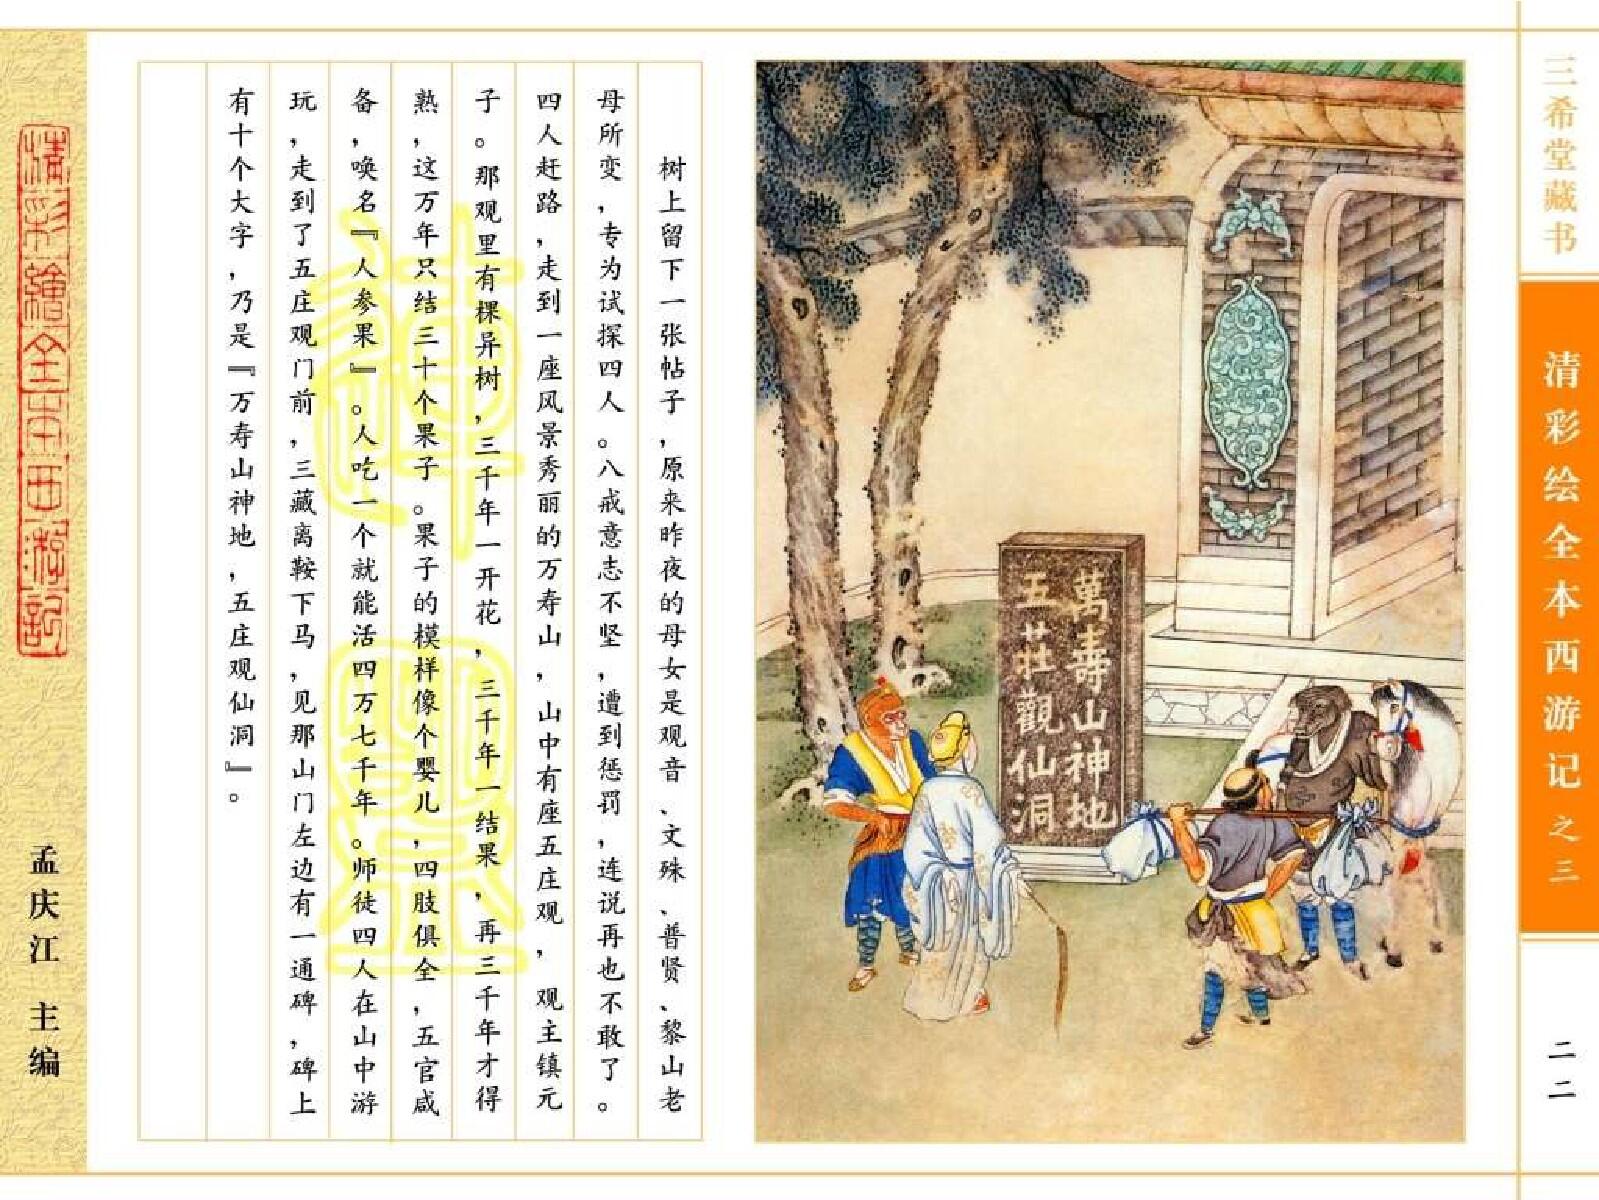 三希堂藏书
清彩绘全本西游记之三
二二
萬壽山神地
五莊觀仙洞
树上留下一张帖子，原来昨夜的母女是观音、文殊、普贤、黎山老
母所变，专为试探四人。八戒意志不坚，遭到惩罚，连说再也不敢了。
四人赶路，走到一座风景秀丽的万寿山，山中有座五庄观，观主镇元
子。那观里有棵异树，三千年一开花，三千年一结果，再三千年才得
熟，这万年只结三十个果子。果子的模样像个婴儿，四肢俱全，五官咸
备，唤名『人参果』。人吃一个就能活四万七千年。师徒四人在山中游
玩，走到了五庄观门前，三藏离鞍下马，见那山门左边有一通碑，碑上
有十个大字，乃是『万寿山神地，五庄观仙洞』。
清彩繪全本西游記
孟庆江 主编